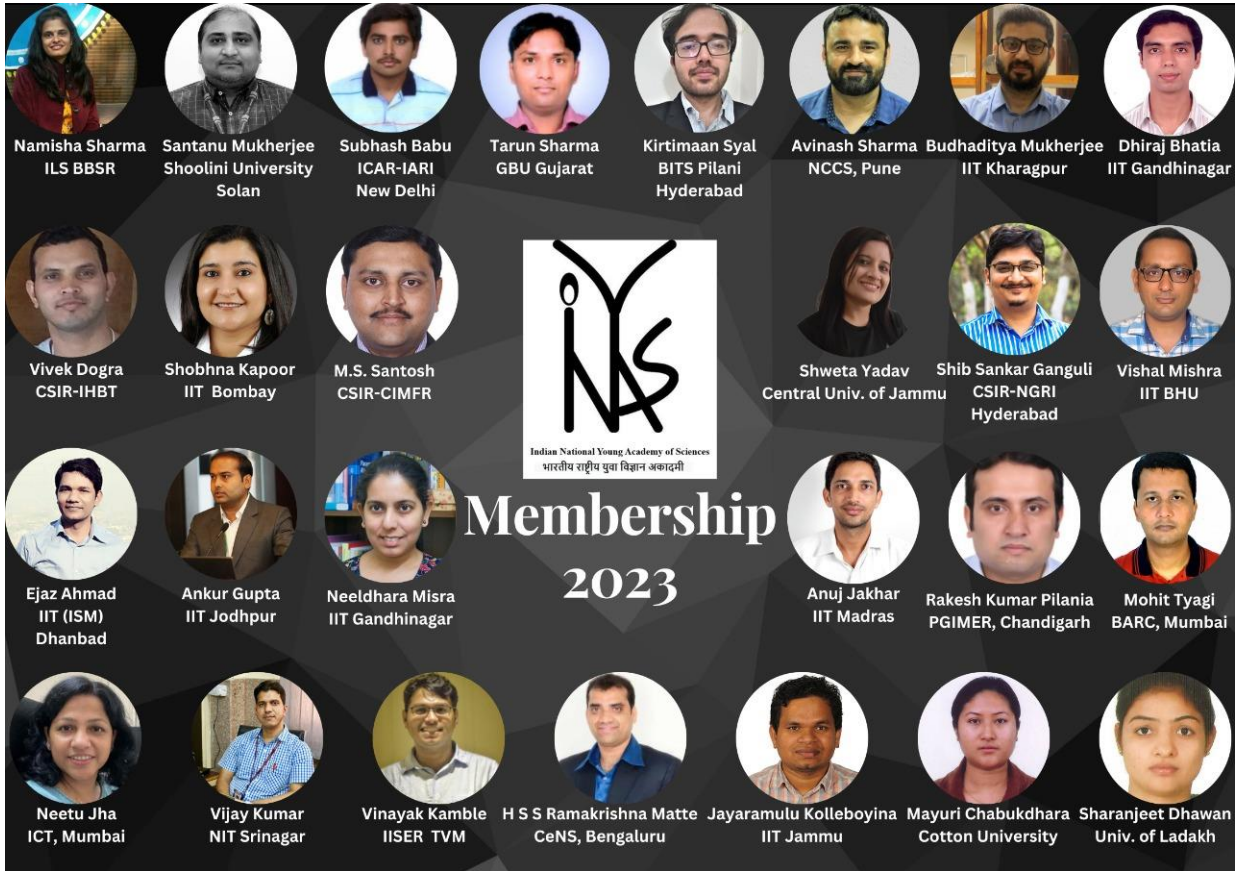 Namisha Sharma
ILS BBSR
Santanu Mukherjee
Shoolini University
Solan
Subhash Babu
ICAR-IARI
New Delhi
Tarun Sharma
GBU Gujarat
Kirtimaan Syal
BITS Pilani
Hyderabad
Avinash Sharma
NCCS, Pune
Budhaditya Mukherjee
IIT Kharagpur
Dhiraj Bhatia
IIT Gandhinagar
Vivek Dogra
CSIR-IHBT
Shobhna Kapoor
IIT Bombay
M.S. Santosh
CSIR-CIMFR
iNYAS
Indian National Young Academy of Sciences
भारतीय राष्ट्रीय युवा विज्ञान अकादमी
Shweta Yadav
Central Univ. of Jammu
Shib Sankar Ganguli
CSIR-NGRI
Hyderabad
Vishal Mishra
IIT BHU
Membership
2023
Ejaz Ahmad
IIT (ISM)
Dhanbad
Ankur Gupta
IIT Jodhpur
Neeldhara Misra
IIT Gandhinagar
Anuj Jakhar
IIT Madras
Rakesh Kumar Pilania
PGIMER, Chandigarh
Mohit Tyagi
BARC, Mumbai
Neetu Jha
ICT, Mumbai
Vijay Kumar
NIT Srinagar
Vinayak Kamble
IISER TVM
H S S Ramakrishna Matte
CeNS, Bengaluru
Jayaramulu Kolleboyina
IIT Jammu
Mayuri Chabukdhara
Cotton University
Sharanjeet Dhawan
Univ. of Ladakh